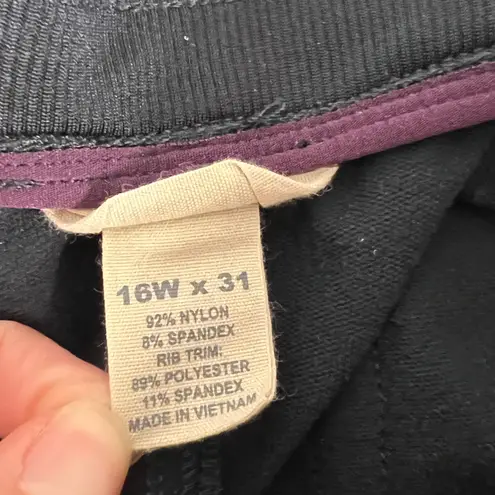 16W x 31
92% NYLON
8% SPANDEX
RIB TRIM:
89% POLYESTER
11% SPANDEX
MADE IN VIETNAM